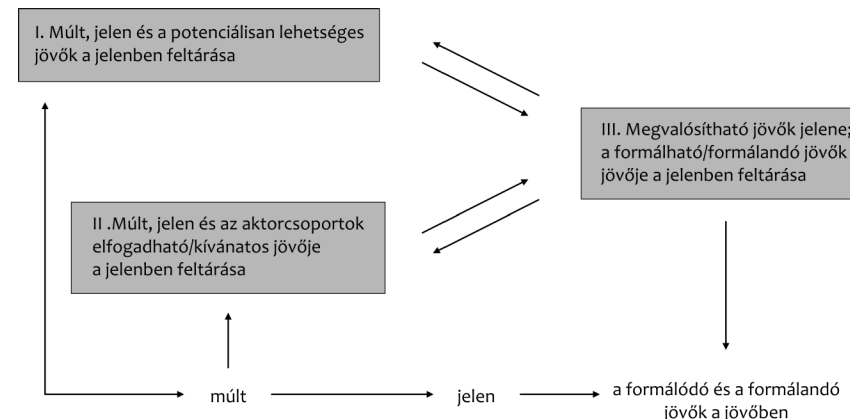 I. Múlt, jelen és a potenciálisan lehetséges
jövők a jelenben feltárása
III. Megvalósítható jövők jelene;
a formálható/formálandó jövők
jövője a jelenben feltárása
II .Múlt, jelen és az aktorcsoportok
elfogadható/kívánatos jövője
a jelenben feltárása
múlt
jelen
a formálódó és a formálandó
jövők a jövőben